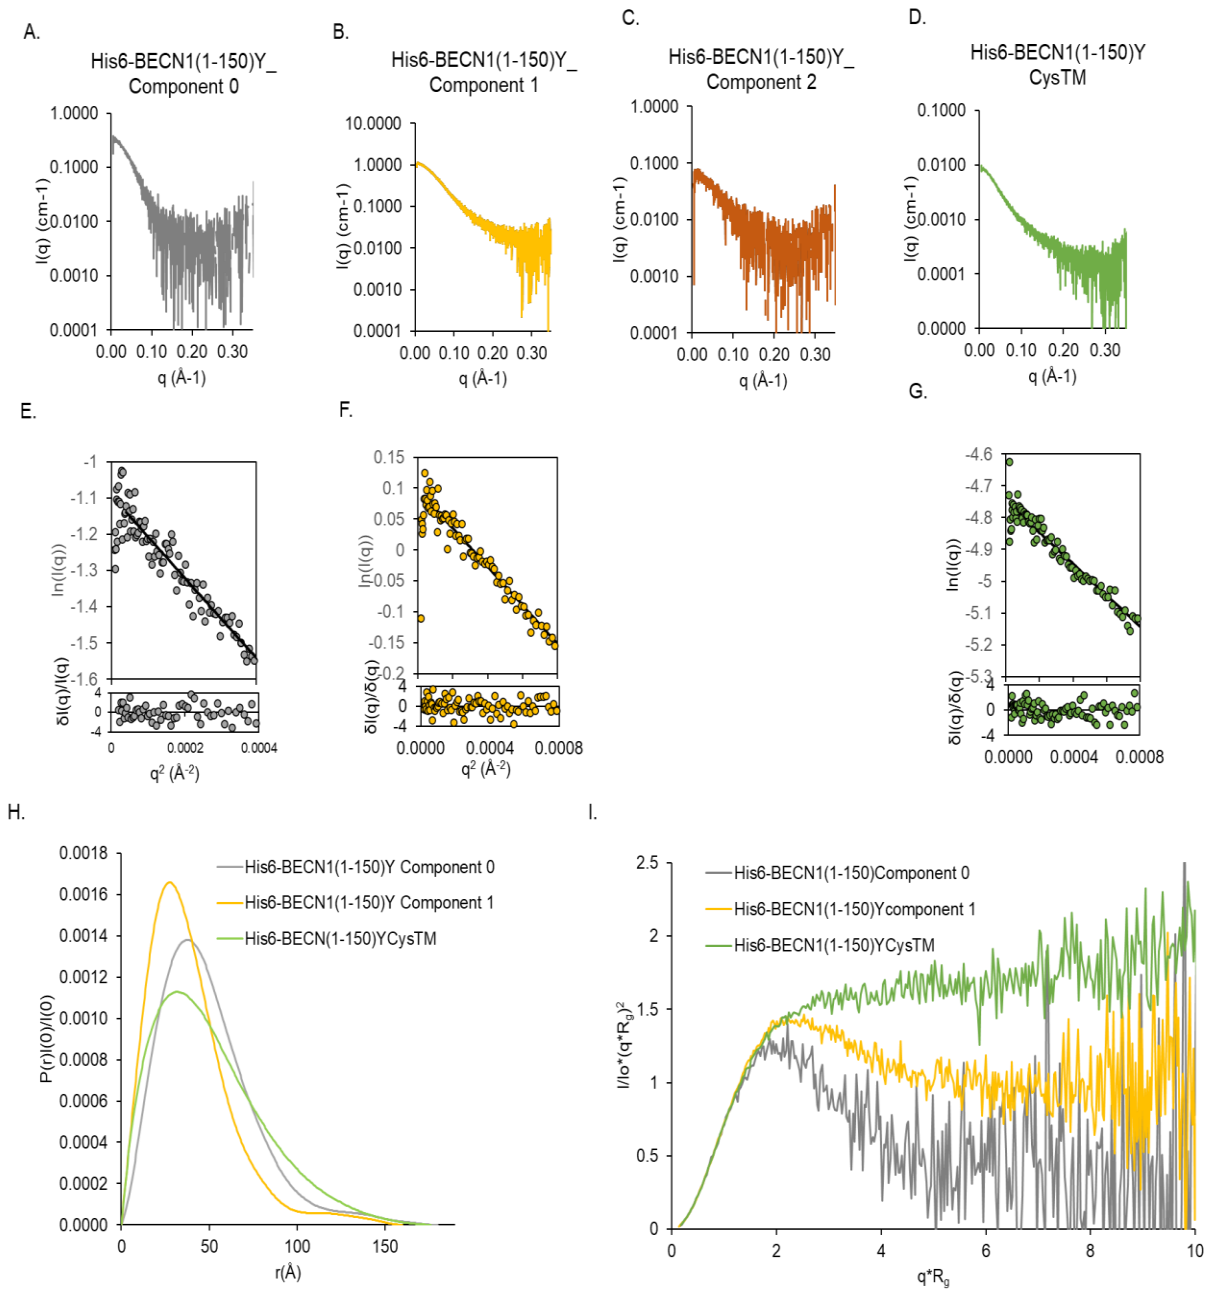 A.
His6-BECN1(1-150)Y_
Component 0
1.0000
0.1000
0.0100
0.0010
0.0001
I(q) (cm-1)
0.00 0.10 0.20 0.30
q (Å-1)
B.
His6-BECN1(1-150)Y_
Component 1
10.0000
1.0000
0.1000
0.0100
0.0010
0.0001
I(q) (cm-1)
0.00 0.10 0.20 0.30
q (Å-1)
C.
His6-BECN1(1-150)Y_
Component 2
1.0000
0.1000
0.0100
0.0010
0.0001
I(q) (cm-1)
0.00 0.10 0.20 0.30
q (Å-1)
D.
His6-BECN1(1-150)Y
CysTM
0.1000
0.0100
0.0010
0.0001
0.0000
I(q) (cm-1)
0.00 0.10 0.20 0.30
q (Å-1)
E.
-1
-1.1
-1.2
-1.3
-1.4
-1.5
-1.6
ln(I(q))
4
0
-4
δI(q)/I(q)
0 0.0002 0.0004
q² (Å⁻²)
F.
0.15
0.1
0.05
0
-0.05
-0.1
-0.15
-0.2
ln(I(q))
4
0
-4
δI(q)/δ(q)
0.0000 0.0004 0.0008
q² (Å⁻²)
G.
-4.6
-4.7
-4.8
-4.9
-5
-5.1
-5.2
-5.3
ln(I(q))
4
0
-4
δI(q)/δ(q)
0.0000 0.0004 0.0008
q² (Å⁻²)
H.
0.0018
0.0016
0.0014
0.0012
0.0010
0.0008
0.0006
0.0004
0.0002
0.0000
P(r)I(0)/I(0)
0 50 100 150
r(Å)
His6-BECN1(1-150)Y Component 0
His6-BECN1(1-150)Y Component 1
His6-BECN(1-150)YCysTM
I.
2.5
2
1.5
1
0.5
0
I/Io*(q*Rg)²
0 2 4 6 8 10
q*Rg
His6-BECN1(1-150)Component 0
His6-BECN1(1-150)Ycomponent 1
His6-BECN1(1-150)YCysTM